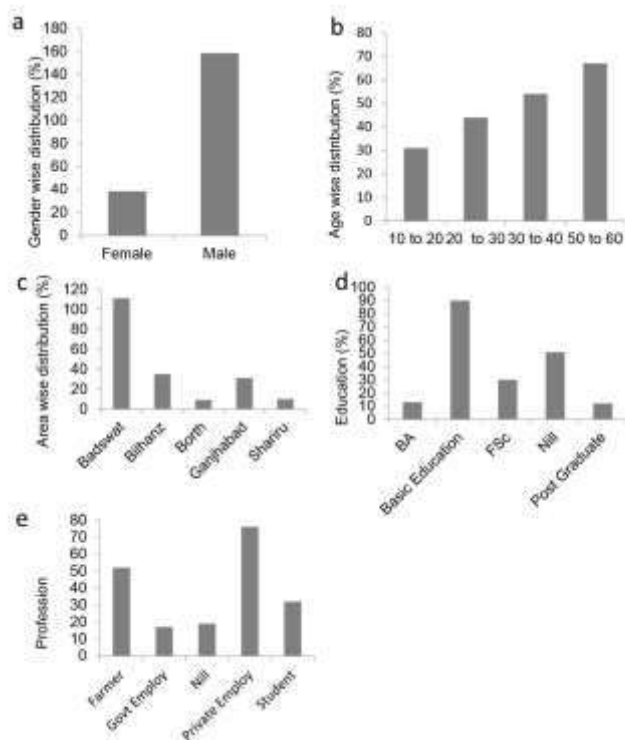 a
Gender wise distribution (%)
180
160
140
120
100
80
60
40
20
0
Female Male
b
Age wise distribution (%)
80
70
60
50
40
30
20
10
0
10 to 20 20 to 30 30 to 40 50 to 60
c
Area wise distribution (%)
120
100
80
60
40
20
0
Badswat
Bilhanz
Borth
Ganjhabad
Shanru
d
Education (%)
100
90
80
70
60
50
40
30
20
10
0
BA
Basic Education
FSc
Nill
Post Graduate
e
Profession
80
70
60
50
40
30
20
10
0
Farmer
Govt Employ
Nill
Private Employ
Student